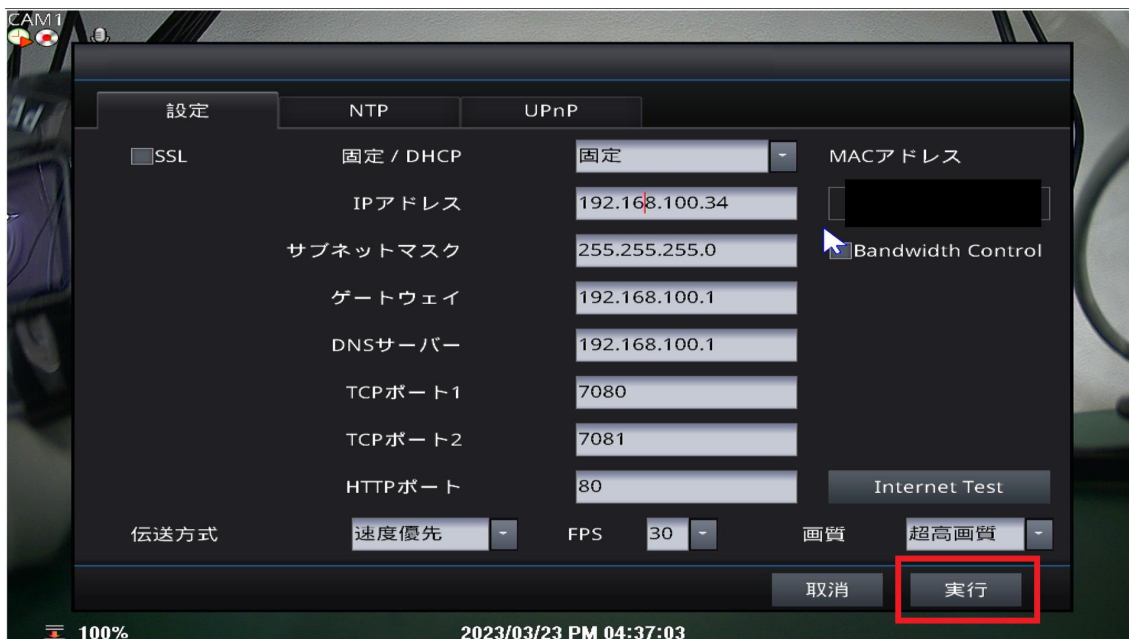 CAM1
設定 NTP UPnP
SSL 固定 / DHCP 固定 MACアドレス
IPアドレス 192.168.100.34
サブネットマスク 255.255.255.0 Bandwidth Control
ゲートウェイ 192.168.100.1
DNSサーバー 192.168.100.1
TCPポート1 7080
TCPポート2 7081
HTTPポート 80 Internet Test
伝送方式 速度優先 FPS 30 画質 超高画質
取消 実行
100% 2023/03/23 PM 04:37:03